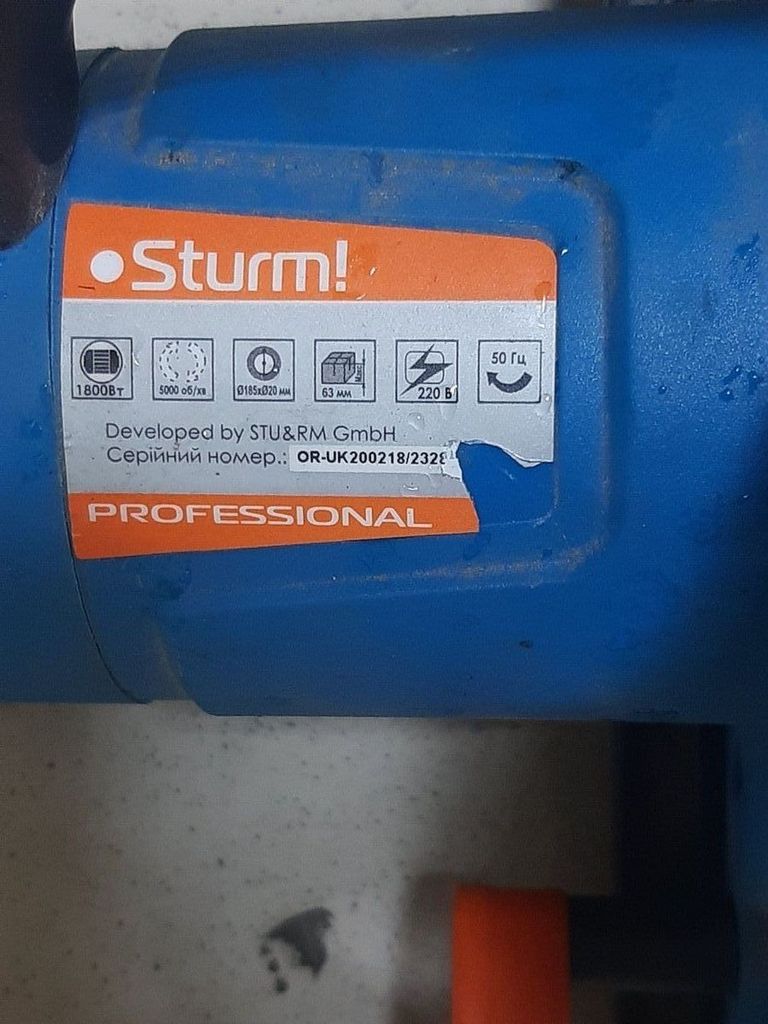 Sturm!
1800Вт
5000 об/хв
Ø185xØ20 мм
63 мм
Макс
220 В
50 Гц
Developed by STU&RM GmbH
Серійний номер.: OR-UK200218/2328
PROFESSIONAL